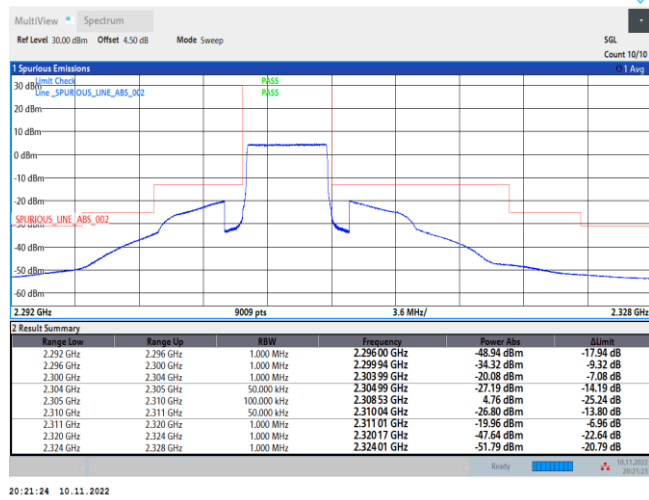 MultiView Spectrum
Ref Level 30.00 dBm Offset 4.50 dB Mode Sweep SGL
Count 10/10
1 Spurious Emissions 1 Avg
Limit Check PASS
30 dBm
Line _SPURIOUS_LINE_ABS_002 PASS
20 dBm
10 dBm
0 dBm
-10 dBm
-20 dBm
SPURIOUS_LINE_ABS_002
-40 dBm
-50 dBm
-60 dBm
2.292 GHz 9009 pts 3.6 MHz/ 2.328 GHz
2 Result Summary
Range Low Range Up RBW Frequency Power Abs ΔLimit
2.292 GHz 2.296 GHz 1.000 MHz 2.29600 GHz -48.94 dBm -17.94 dB
2.296 GHz 2.300 GHz 1.000 MHz 2.29994 GHz -34.32 dBm -9.32 dB
2.300 GHz 2.304 GHz 1.000 MHz 2.30399 GHz -20.08 dBm -7.08 dB
2.304 GHz 2.305 GHz 50.000 kHz 2.30499 GHz -27.19 dBm -14.19 dB
2.305 GHz 2.310 GHz 100.000 kHz 2.30853 GHz 4.76 dBm -25.24 dB
2.310 GHz 2.311 GHz 50.000 kHz 2.31004 GHz -26.80 dBm -13.80 dB
2.311 GHz 2.320 GHz 1.000 MHz 2.31101 GHz -19.96 dBm -6.96 dB
2.320 GHz 2.324 GHz 1.000 MHz 2.32017 GHz -47.64 dBm -22.64 dB
2.324 GHz 2.328 GHz 1.000 MHz 2.32401 GHz -51.79 dBm -20.79 dB
Ready 10.11.2022
20:21:23
20:21:24 10.11.2022